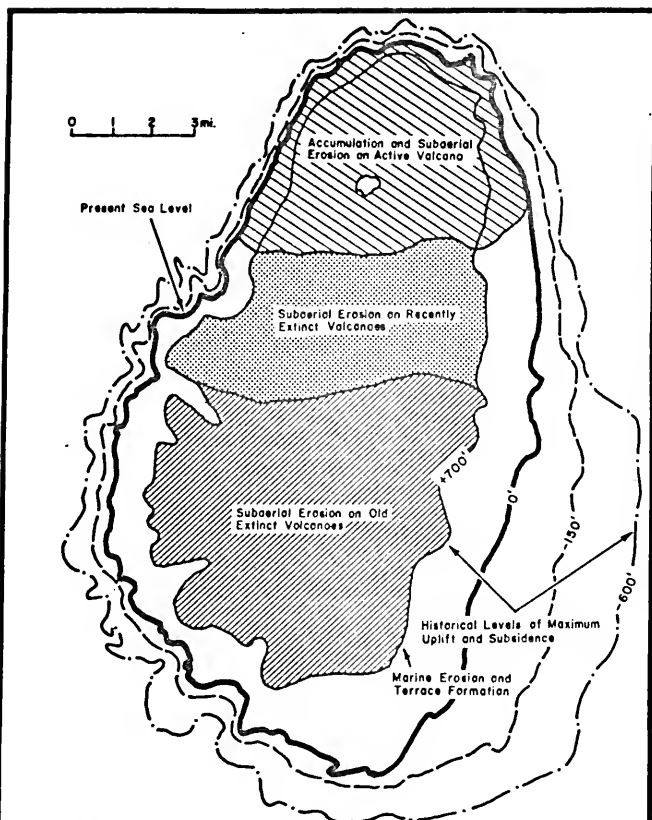 0 1 2 3 mi.
Accumulation and Subaerial
Erosion on Active Valcano
Present Sea Level
Subaerial Erosion on Recently
Extinct Valcanoes
+700'
Subaerial Erosion on Old
Extinct Volcanoes
0'
-150'
-600'
Historical Levels of Maximum
Uplift and Subsidence
Marine Erosion and
Terrace Formation